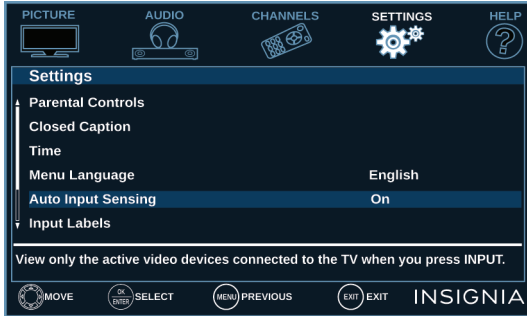 PICTURE AUDIO CHANNELS SETTINGS HELP
Settings
Parental Controls
Closed Caption
Time
Menu Language English
Auto Input Sensing On
Input Labels
View only the active video devices connected to the TV when you press INPUT.
MOVE OK ENTER SELECT MENU PREVIOUS EXIT EXIT INSIGNIA